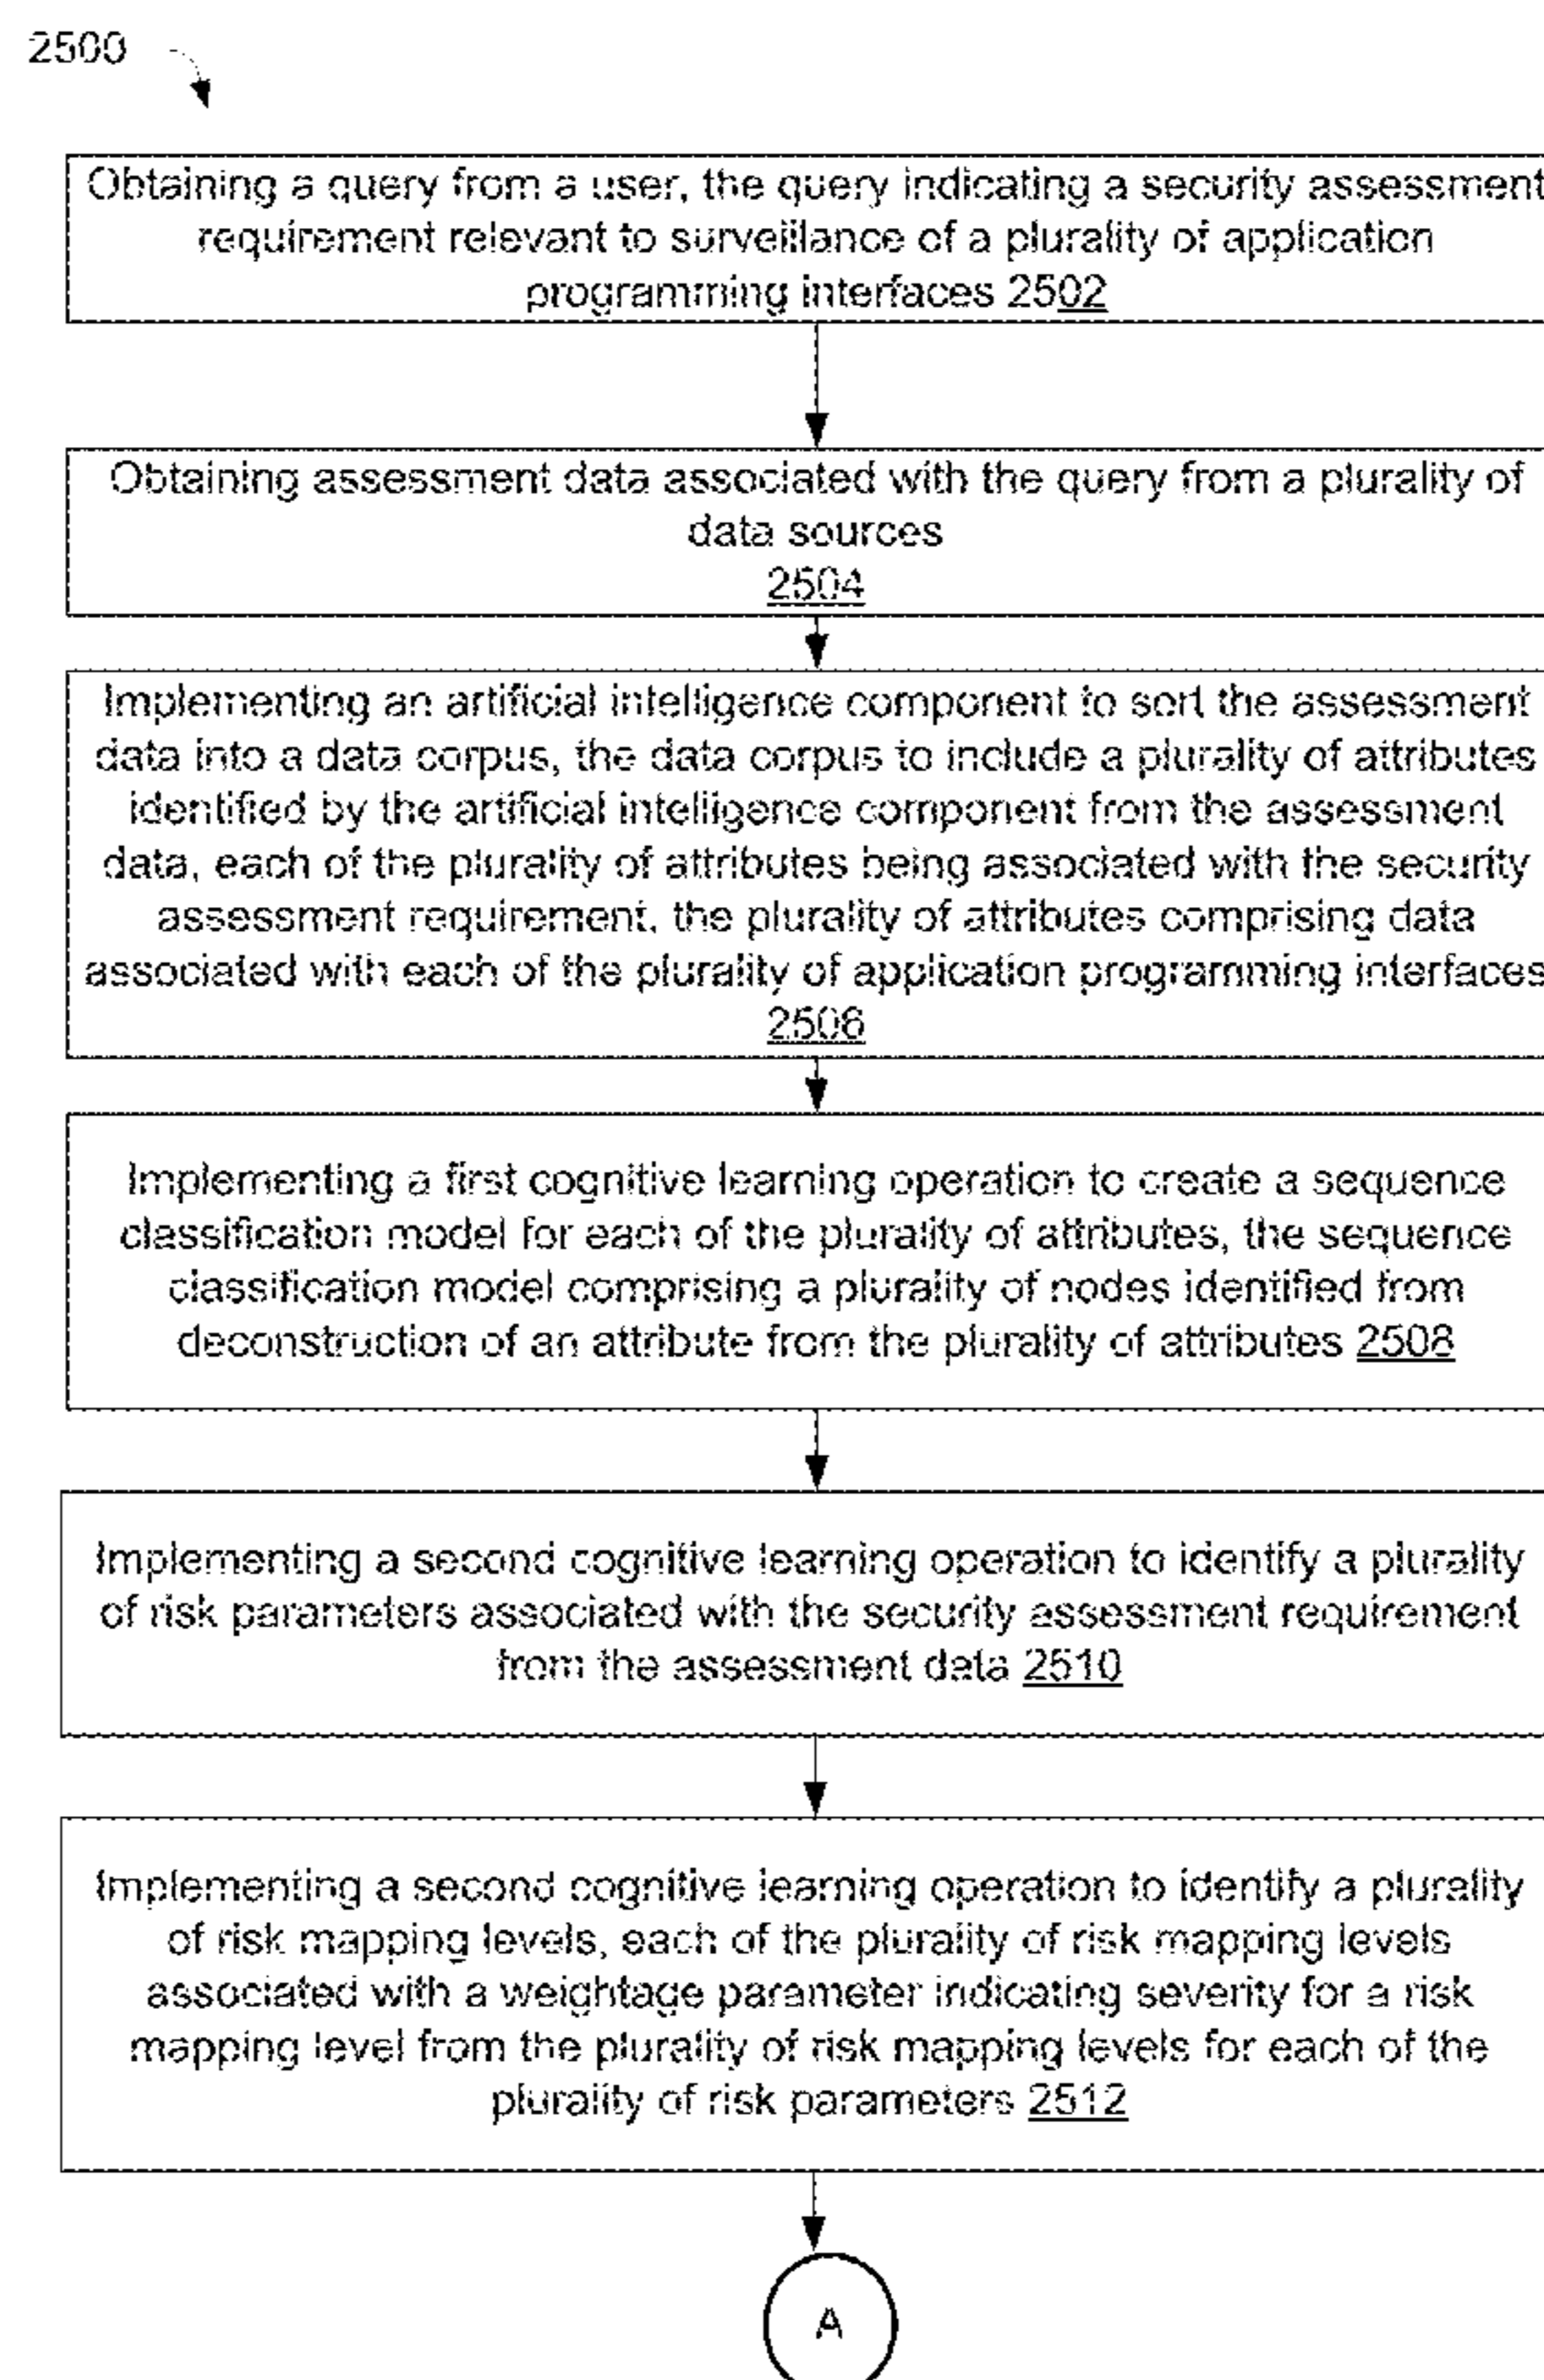 2500
Obtaining a query from a user, the query indicating a security assessment
requirement relevant to surveillance of a plurality of application
programming interfaces 2502
Obtaining assessment data associated with the query from a plurality of
data sources
2504
Implementing an artificial intelligence component to sort the assessment
data into a data corpus, the data corpus to include a plurality of attributes
identified by the artificial intelligence component from the assessment
data, each of the plurality of attributes being associated with the security
assessment requirement, the plurality of attributes comprising data
associated with each of the plurality of application programming interfaces
2506
Implementing a first cognitive learning operation to create a sequence
classification model for each of the plurality of attributes, the sequence
classification model comprising a plurality of nodes identified from
deconstruction of an attribute from the plurality of attributes 2508
Implementing a second cognitive learning operation to identify a plurality
of risk parameters associated with the security assessment requirement
from the assessment data 2510
Implementing a second cognitive learning operation to identify a plurality
of risk mapping levels, each of the plurality of risk mapping levels
associated with a weightage parameter indicating severity for a risk
mapping level from the plurality of risk mapping levels for each of the
plurality of risk parameters 2512
A